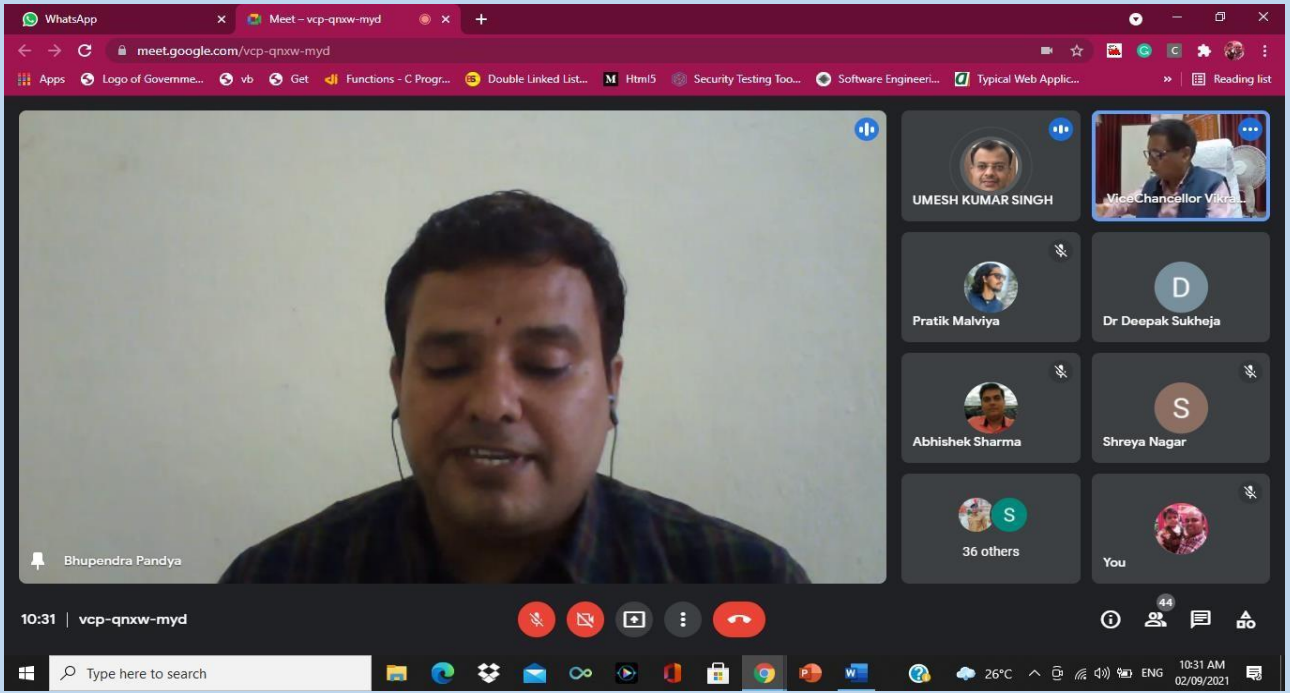 WhatsApp
Meet – vcp-qnxw-myd
meet.google.com/vcp-qnxw-myd
Apps
Logo of Governme...
vb
Get
Functions - C Progr...
Double Linked List...
Html5
Security Testing Too...
Software Engineeri...
Typical Web Applic...
»
Reading list
UMESH KUMAR SINGH
ViceChancellor Vikra...
Pratik Malviya
D
Dr Deepak Sukheja
Abhishek Sharma
S
Shreya Nagar
S
36 others
You
Bhupendra Pandya
10:31 | vcp-qnxw-myd
44
Type here to search
26°C
ENG
10:31 AM
02/09/2021